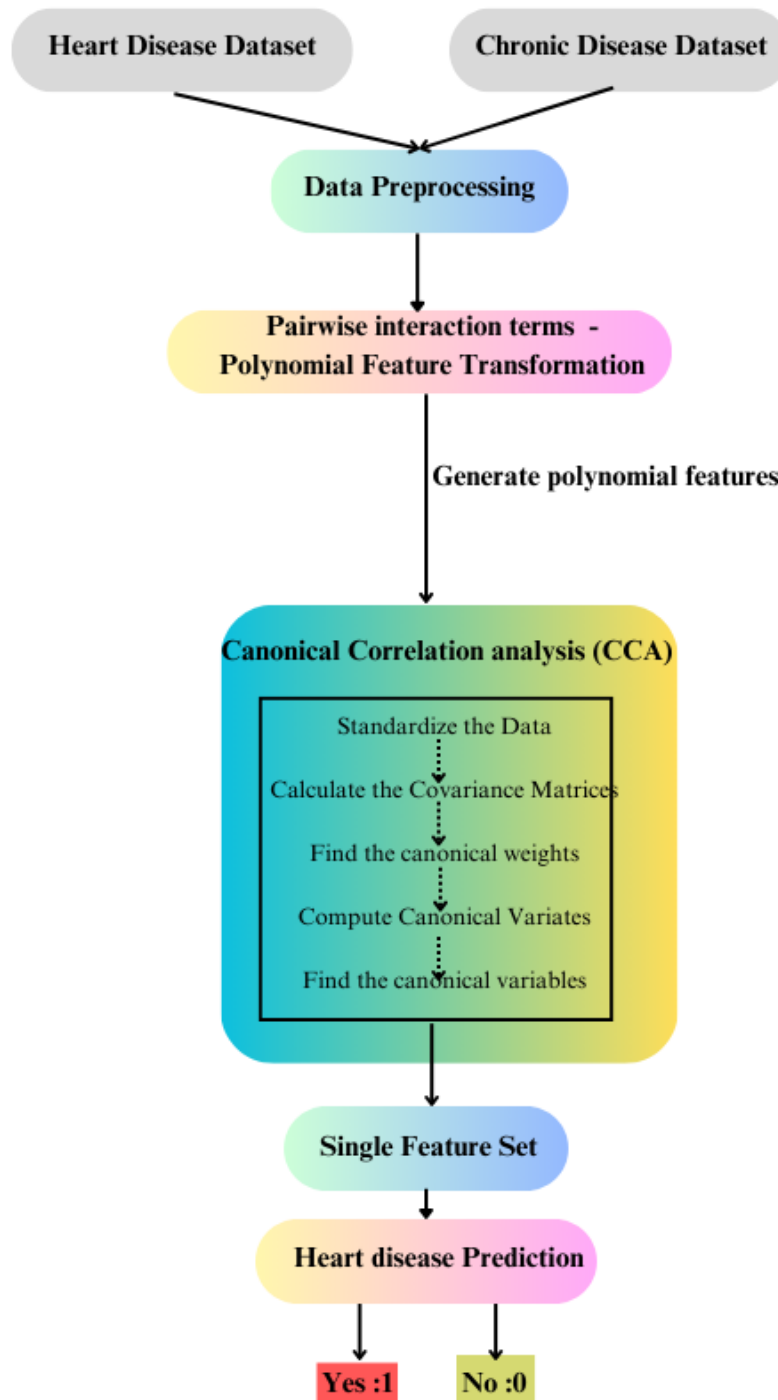 Heart Disease Dataset
Chronic Disease Dataset
Data Preprocessing
Pairwise interaction terms -
Polynomial Feature Transformation
Generate polynomial features
Canonical Correlation analysis (CCA)
Standardize the Data
Calculate the Covariance Matrices
Find the canonical weights
Compute Canonical Variates
Find the canonical variables
Single Feature Set
Heart disease Prediction
Yes :1
No :0